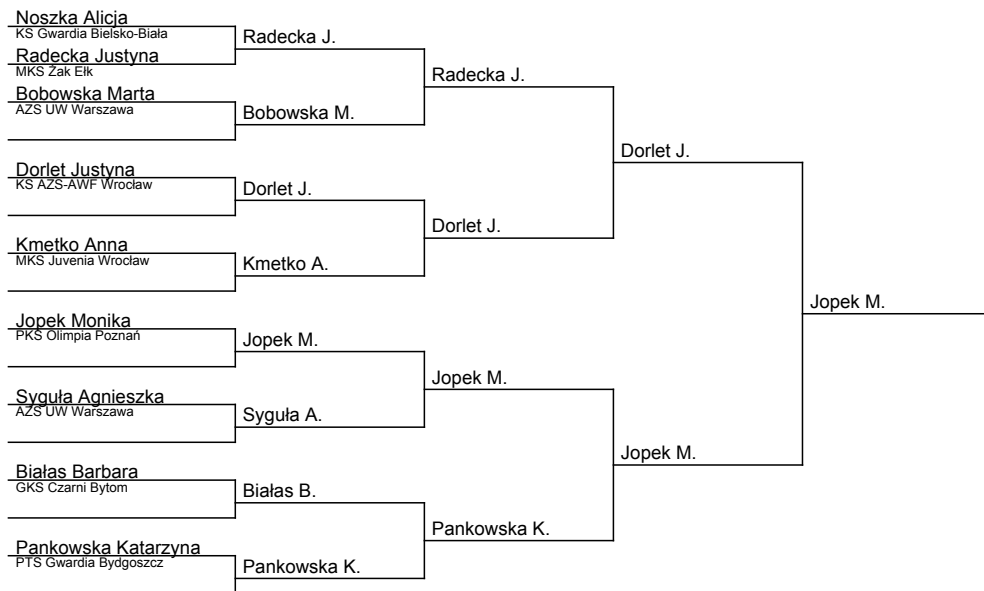 Noszka Alicja
KS Gwardia Bielsko-Biała
Radecka J.
Radecka Justyna
MKS Żak Ełk
Radecka J.
Bobowska Marta
AZS UW Warszawa
Bobowska M.
Dorlet J.
Dorlet Justyna
KS AZS-AWF Wrocław
Dorlet J.
Dorlet J.
Kmetko Anna
MKS Juvenia Wrocław
Kmetko A.
Jopek M.
Jopek Monika
PKS Olimpia Poznań
Jopek M.
Jopek M.
Syguła Agnieszka
AZS UW Warszawa
Syguła A.
Jopek M.
Białas Barbara
GKS Czarni Bytom
Białas B.
Pankowska K.
Pankowska Katarzyna
PTS Gwardia Bydgoszcz
Pankowska K.